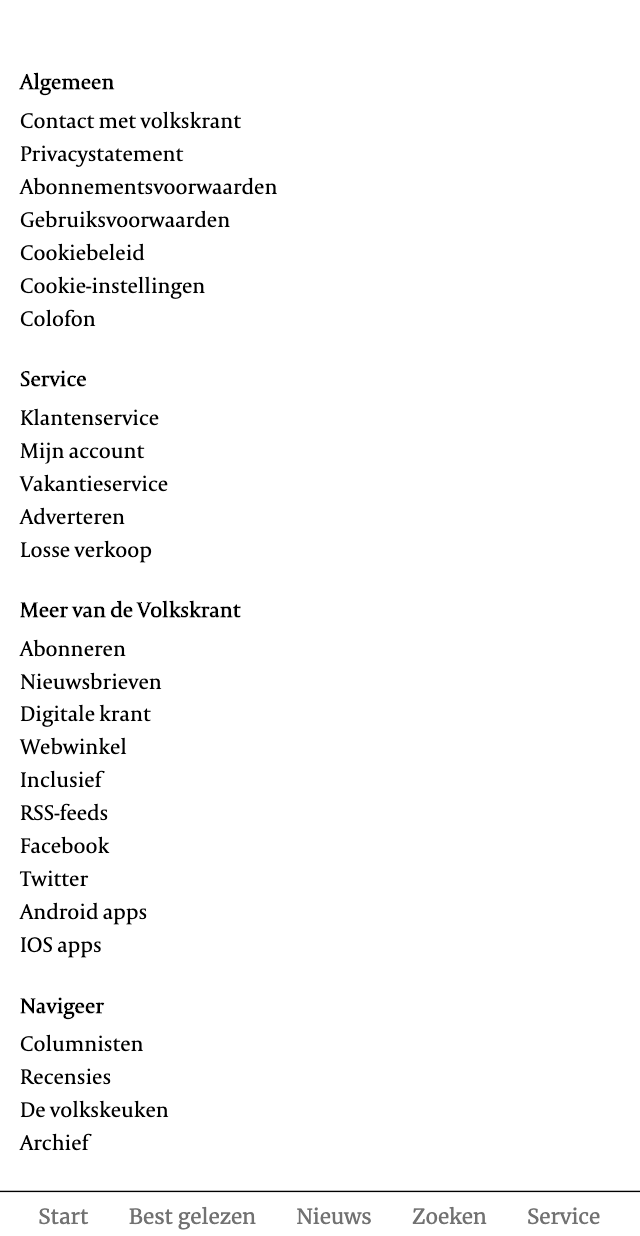 Algemeen
Contact met volkskrant
Privacystatement
Abonnementsvoorwaarden
Gebruiksvoorwaarden
Cookiebeleid
Cookie-instellingen
Colofon
Service
Klantenservice
Mijn account
Vakantieservice
Adverteren
Losse verkoop
Meer van de Volkskrant
Abonneren
Nieuwsbrieven
Digitale krant
Webwinkel
Inclusief
RSS-feeds
Facebook
Twitter
Android apps
IOS apps
Navigeer
Columnisten
Recensies
De volkskeuken
Archief
Start Best gelezen Nieuws Zoeken Service